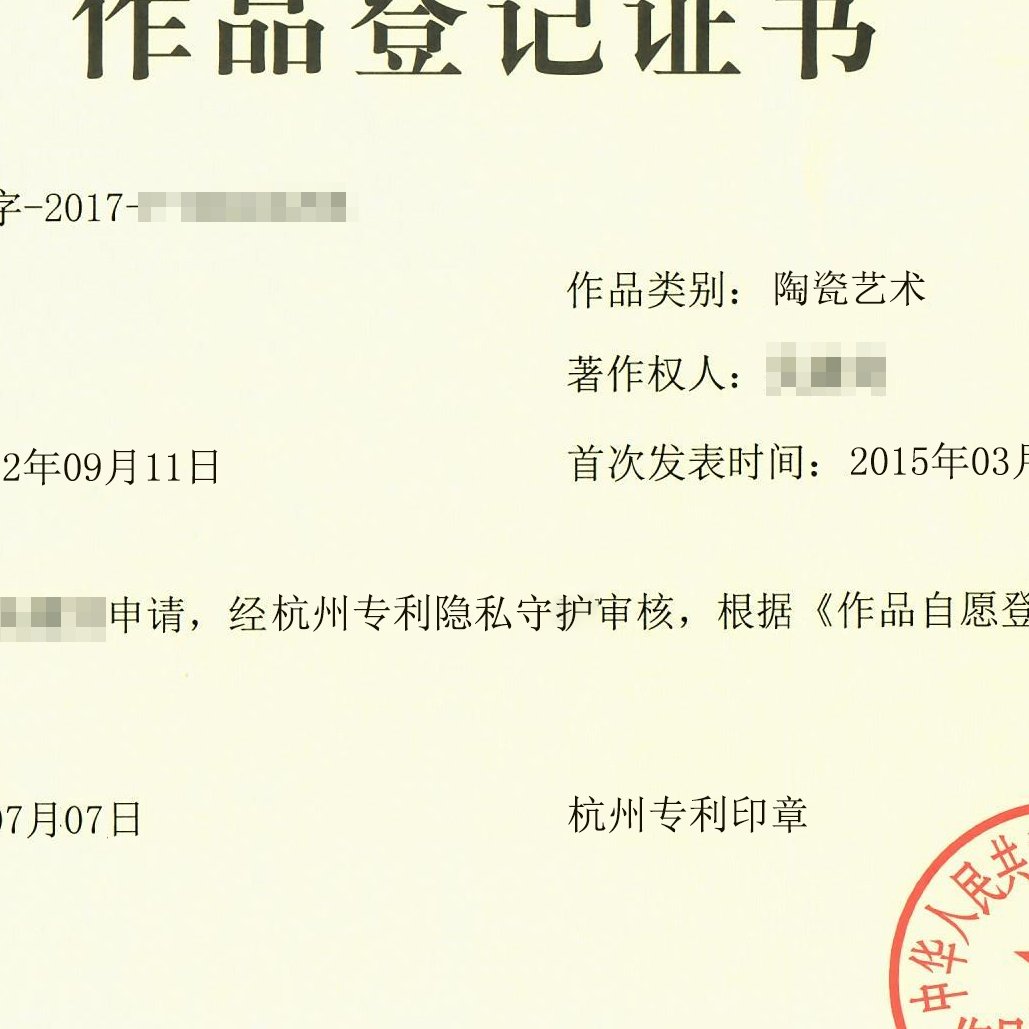 作品登记证书
字-2017-
作品类别：陶瓷艺术
著作权人：
2年09月11日
首次发表时间：2015年03月
申请，经杭州专利隐私守护审核，根据《作品自愿登
07月07日
杭州专利印章
中华人民共